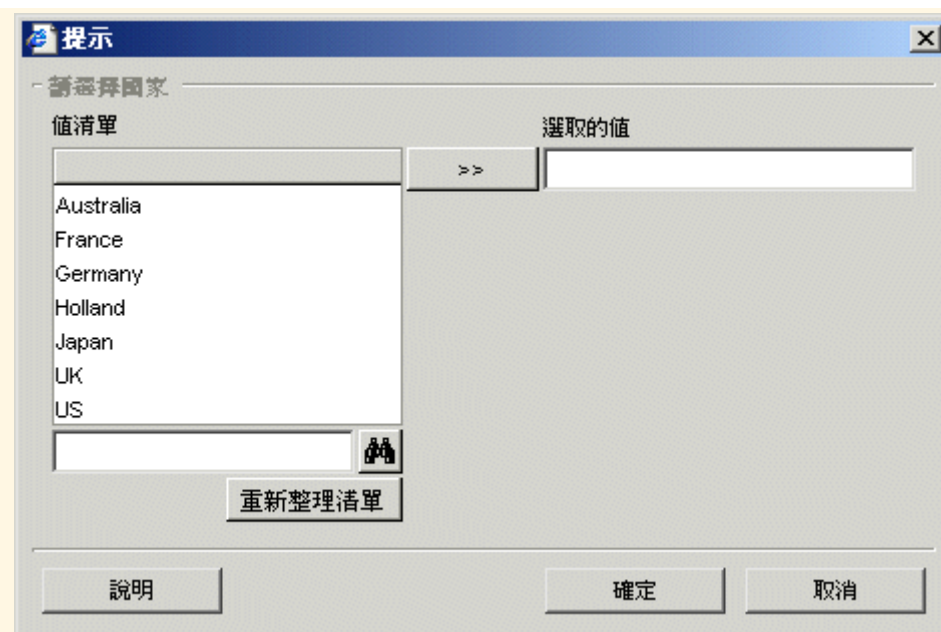 提示
請選擇國家
值清單
選取的值
>>
Australia
France
Germany
Holland
Japan
UK
US
重新整理清單
說明
確定
取消